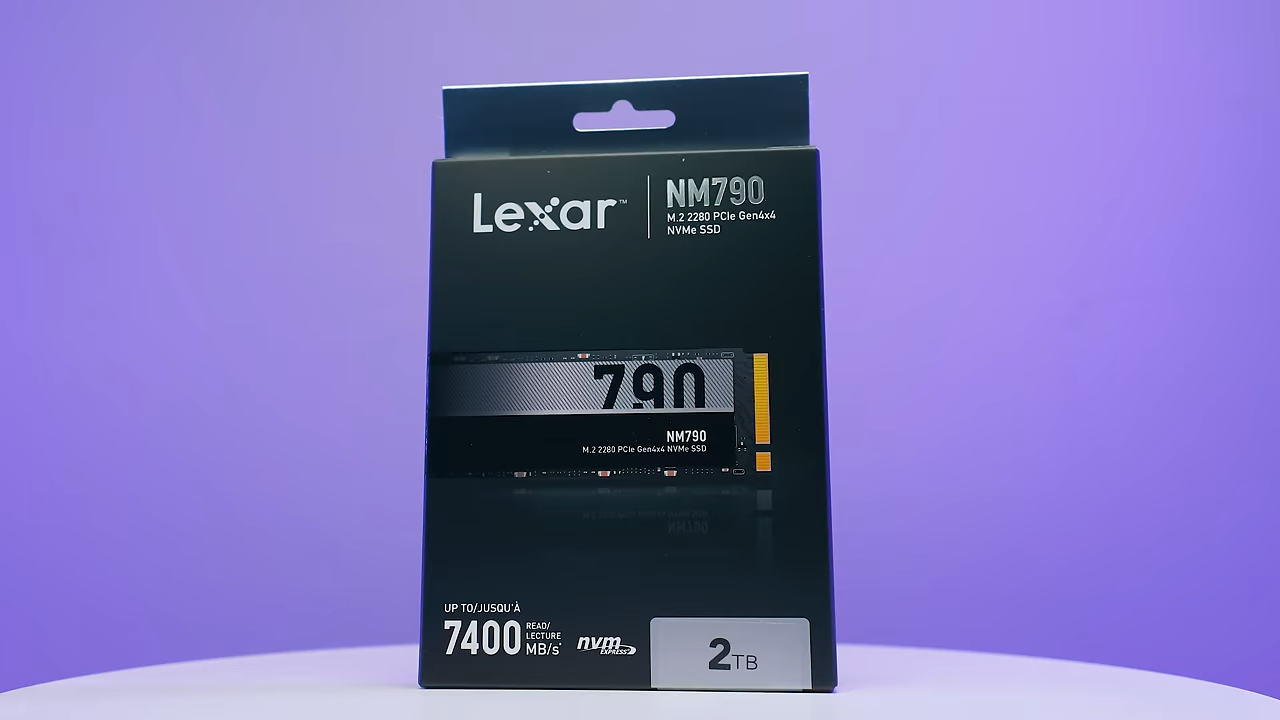 Lexar™
NM790
M.2 2280 PCIe Gen4x4
NVMe SSD
790
NM790
M.2 2280 PCIe Gen4x4 NVMe SSD
UP TO/JUSQU'À
7400 READ/
LECTURE
MB/s*
nvm
EXPRESS
2TB